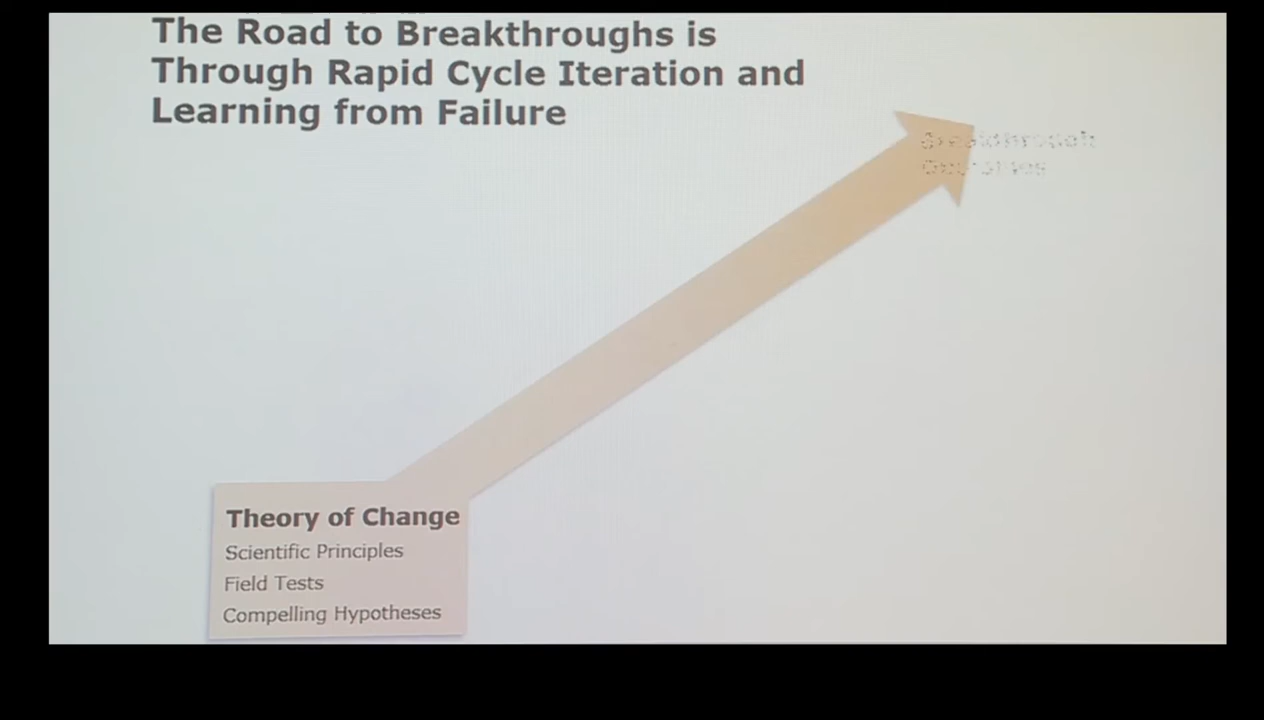 The Road to Breakthroughs is
Through Rapid Cycle Iteration and
Learning from Failure
Breakthrough
Theory of Change
Scientific Principles
Field Tests
Compelling Hypotheses